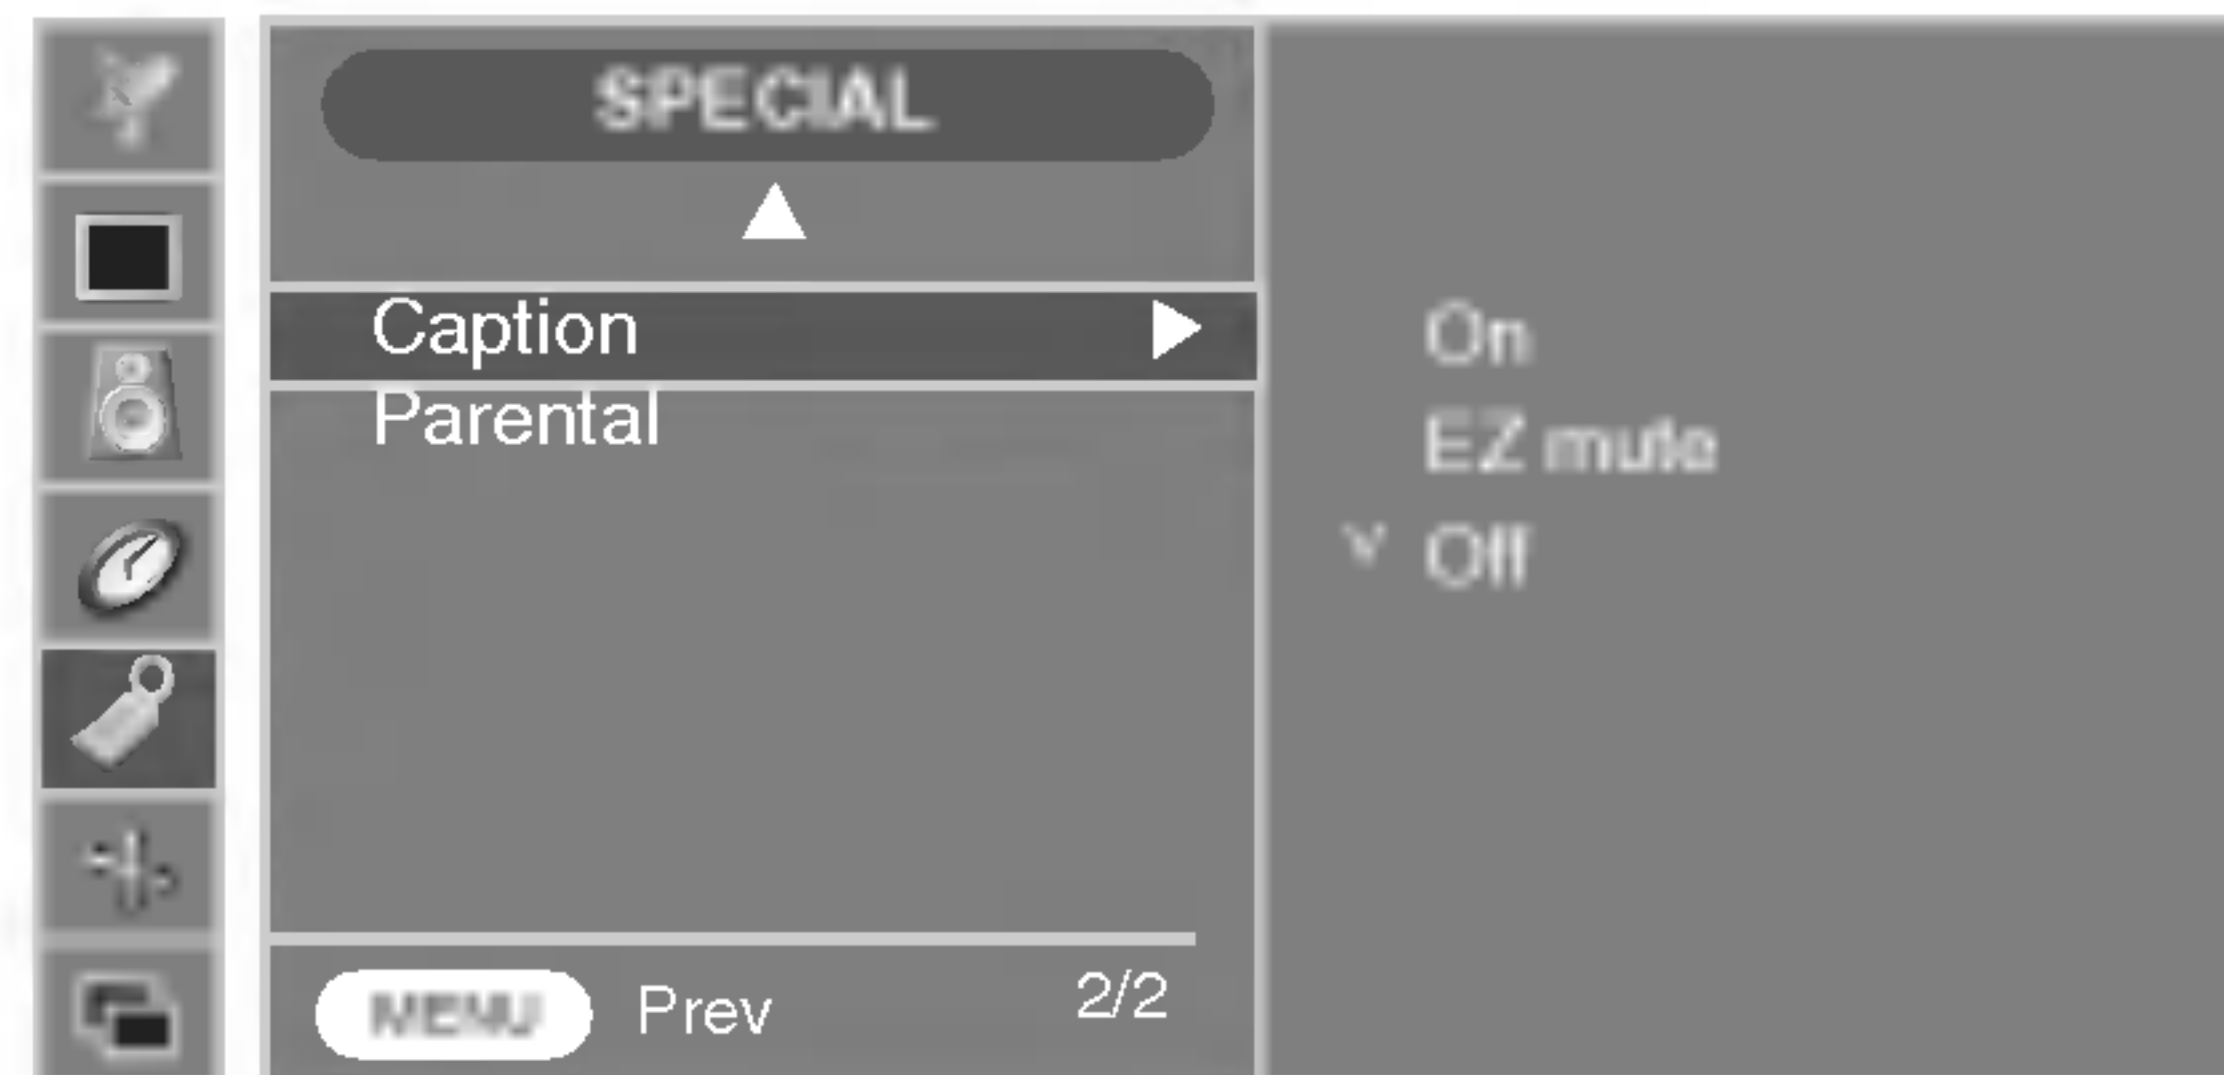 SPECIAL
▲
Caption ▶
Parental
On
EZ mute
v Off
MENU Prev 2/2